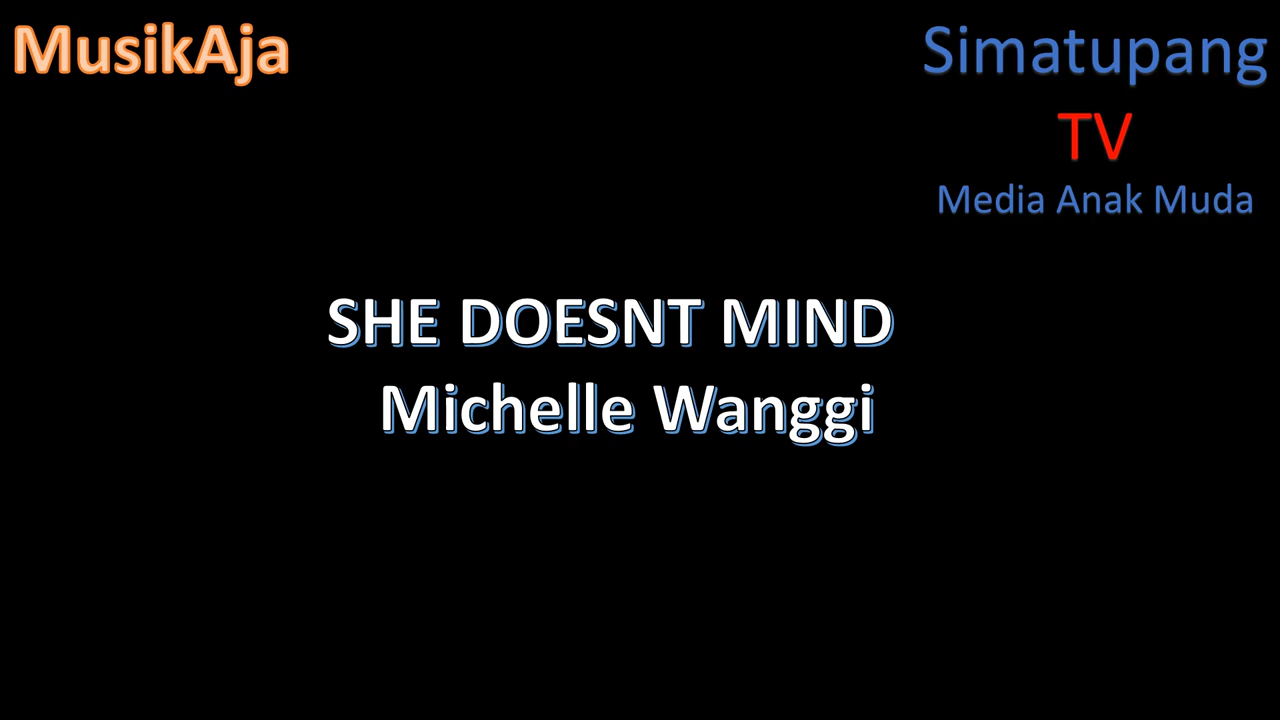 MusikAja
Simatupang
TV
Media Anak Muda
SHE DOESNT MIND
Michelle Wanggi